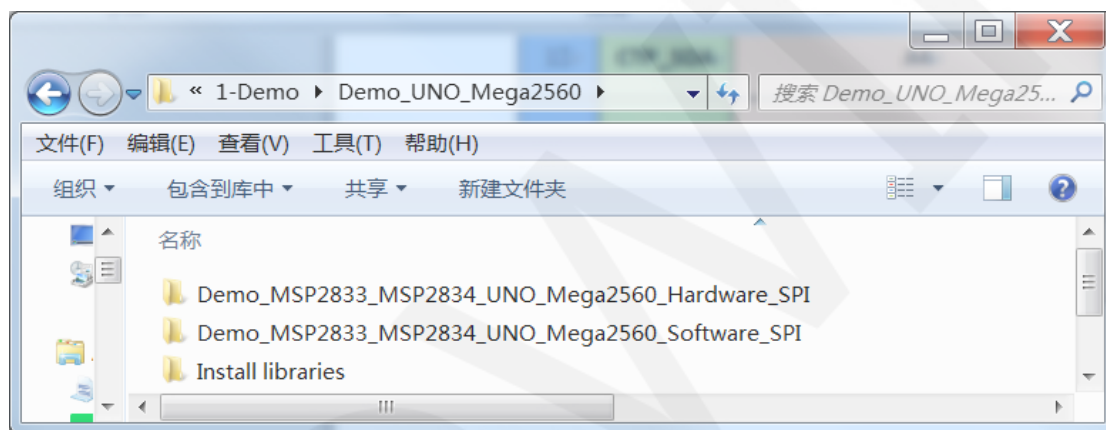 « 1-Demo ▸ Demo_UNO_Mega2560 ▸ 搜索 Demo_UNO_Mega25...
文件(F) 编辑(E) 查看(V) 工具(T) 帮助(H)
组织 包含到库中 共享 新建文件夹
名称
Demo_MSP2833_MSP2834_UNO_Mega2560_Hardware_SPI
Demo_MSP2833_MSP2834_UNO_Mega2560_Software_SPI
Install libraries